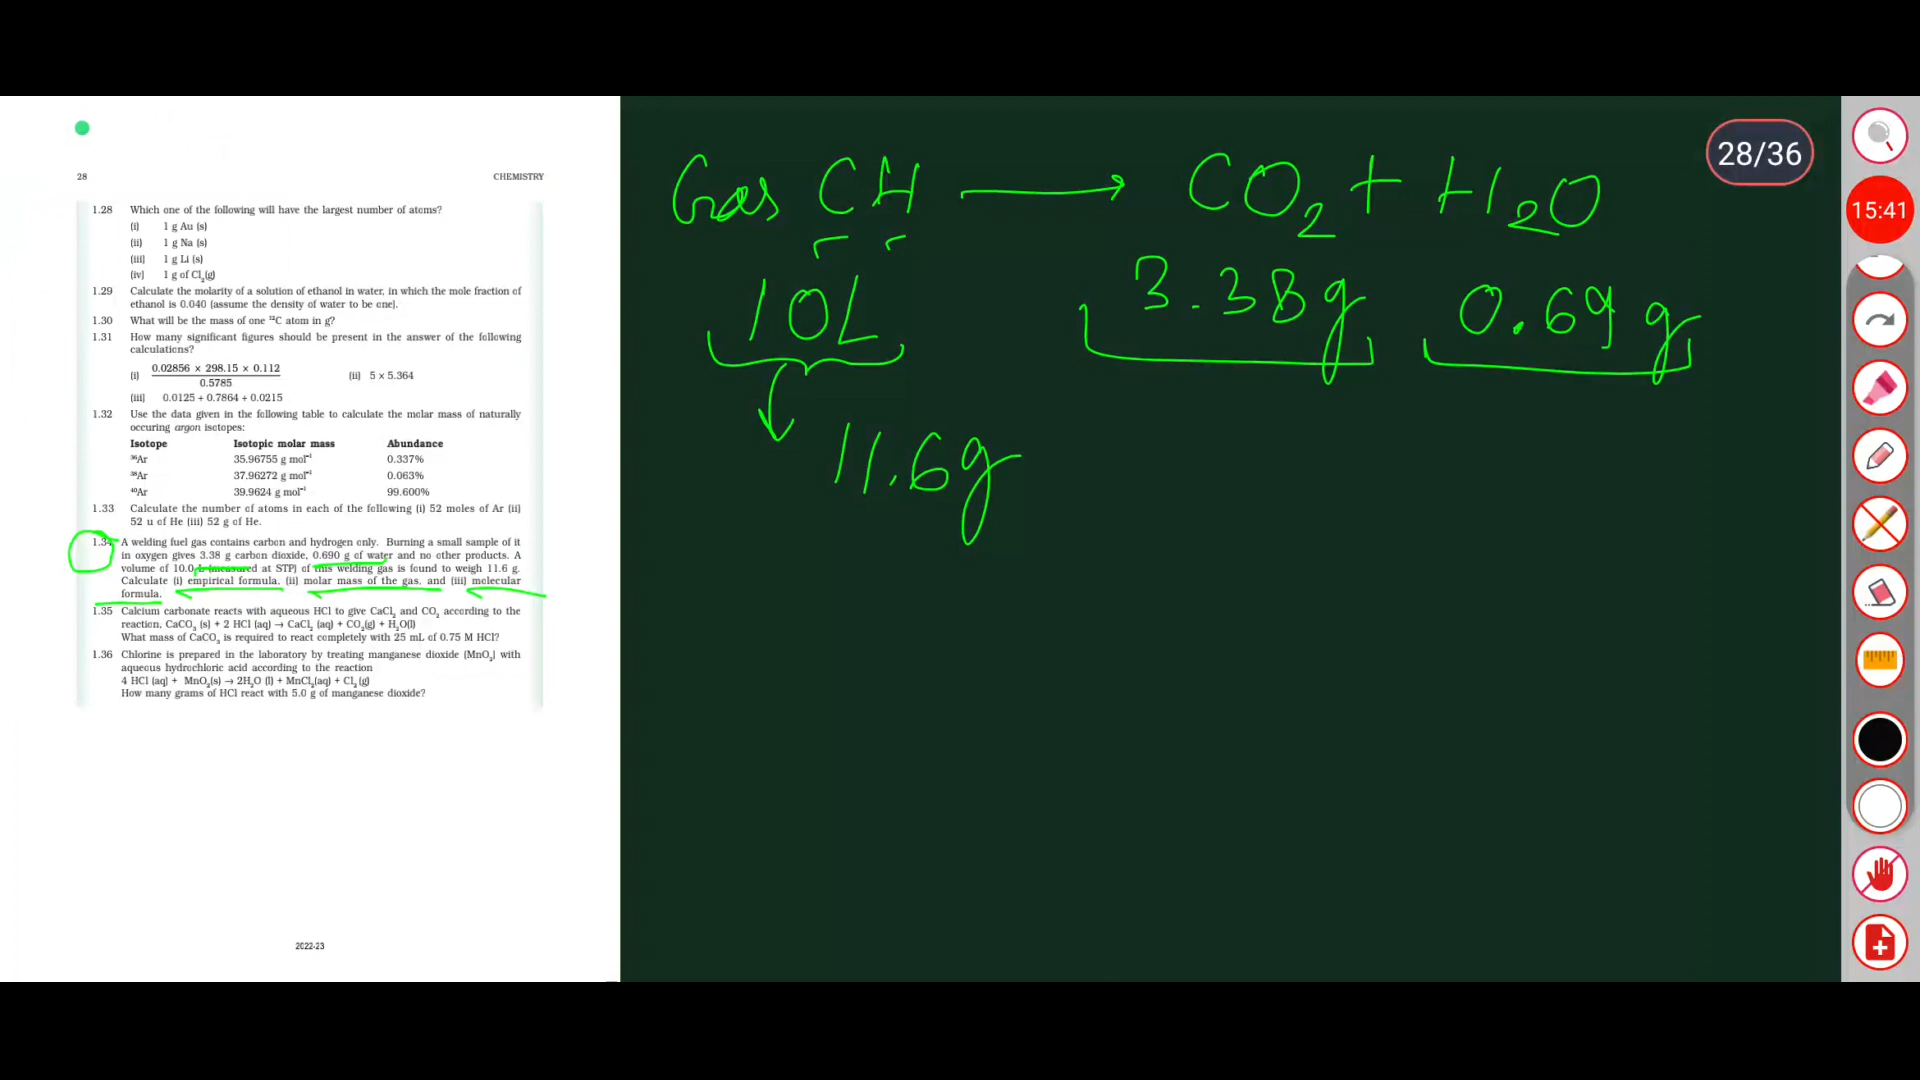 28 CHEMISTRY
1.28 Which one of the following will have the largest number of atoms?
(i) 1 g Au (s)
(ii) 1 g Na (s)
(iii) 1 g Li (s)
(iv) 1 g of Cl₂(g)
1.29 Calculate the molarity of a solution of ethanol in water, in which the mole fraction of
ethanol is 0.040 (assume the density of water to be one).
1.30 What will be the mass of one ¹²C atom in g?
1.31 How many significant figures should be present in the answer of the following
calculations?
(i) 0.02856 × 298.15 × 0.112 (ii) 5 × 5.364
0.5785
(iii) 0.0125 + 0.7864 + 0.0215
1.32 Use the data given in the following table to calculate the molar mass of naturally
occuring argon isotopes:
Isotope Isotopic molar mass Abundance
³⁶Ar 35.96755 g mol⁻¹ 0.337%
³⁸Ar 37.96272 g mol⁻¹ 0.063%
⁴⁰Ar 39.9624 g mol⁻¹ 99.600%
1.33 Calculate the number of atoms in each of the following (i) 52 moles of Ar (ii)
52 u of He (iii) 52 g of He.
1.34 A welding fuel gas contains carbon and hydrogen only. Burning a small sample of it
in oxygen gives 3.38 g carbon dioxide, 0.690 g of water and no other products. A
volume of 10.0 L (measured at STP) of this welding gas is found to weigh 11.6 g.
Calculate (i) empirical formula, (ii) molar mass of the gas, and (iii) molecular
formula.
1.35 Calcium carbonate reacts with aqueous HCl to give CaCl₂ and CO₂ according to the
reaction, CaCO₃ (s) + 2 HCl (aq) → CaCl₂ (aq) + CO₂(g) + H₂O(l)
What mass of CaCO₃ is required to react completely with 25 mL of 0.75 M HCl?
1.36 Chlorine is prepared in the laboratory by treating manganese dioxide (MnO₂) with
aqueous hydrochloric acid according to the reaction
4 HCl (aq) + MnO₂(s) → 2H₂O (l) + MnCl₂(aq) + Cl₂ (g)
How many grams of HCl react with 5.0 g of manganese dioxide?
2022-23
Gas CH → CO₂ + H₂O
10L 3.38g 0.69 g
11.6g
28/36
15:41